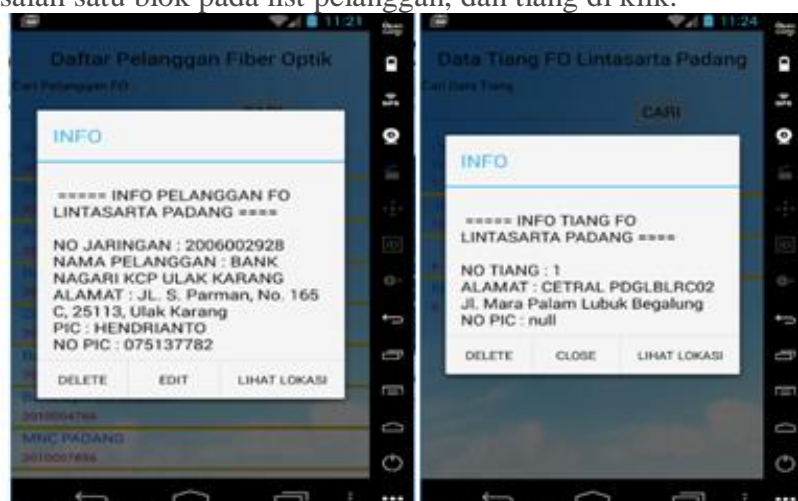 salah satu blok pada list pelanggan, dan tiang di klik.
11:21
Daftar Pelanggan Fiber Optik
Cari Pelanggan FO
CARI
INFO
===== INFO PELANGGAN FO
LINTASARTA PADANG ====
NO JARINGAN : 2006002928
NAMA PELANGGAN : BANK
NAGARI KCP ULAK KARANG
ALAMAT : JL. S. Parman, No. 165
C, 25113, Ulak Karang
PIC : HENDRIANTO
NO PIC : 075137782
DELETE EDIT LIHAT LOKASI
2010004766
MNC PADANG
2010007896
11:24
Data Tiang FO Lintasarta Padang
Cari Data Tiang
CARI
INFO
===== INFO TIANG FO
LINTASARTA PADANG ====
NO TIANG : 1
ALAMAT : CETRAL PDGLBLRC02
Jl. Mara Palam Lubuk Begalung
NO PIC : null
DELETE CLOSE LIHAT LOKASI